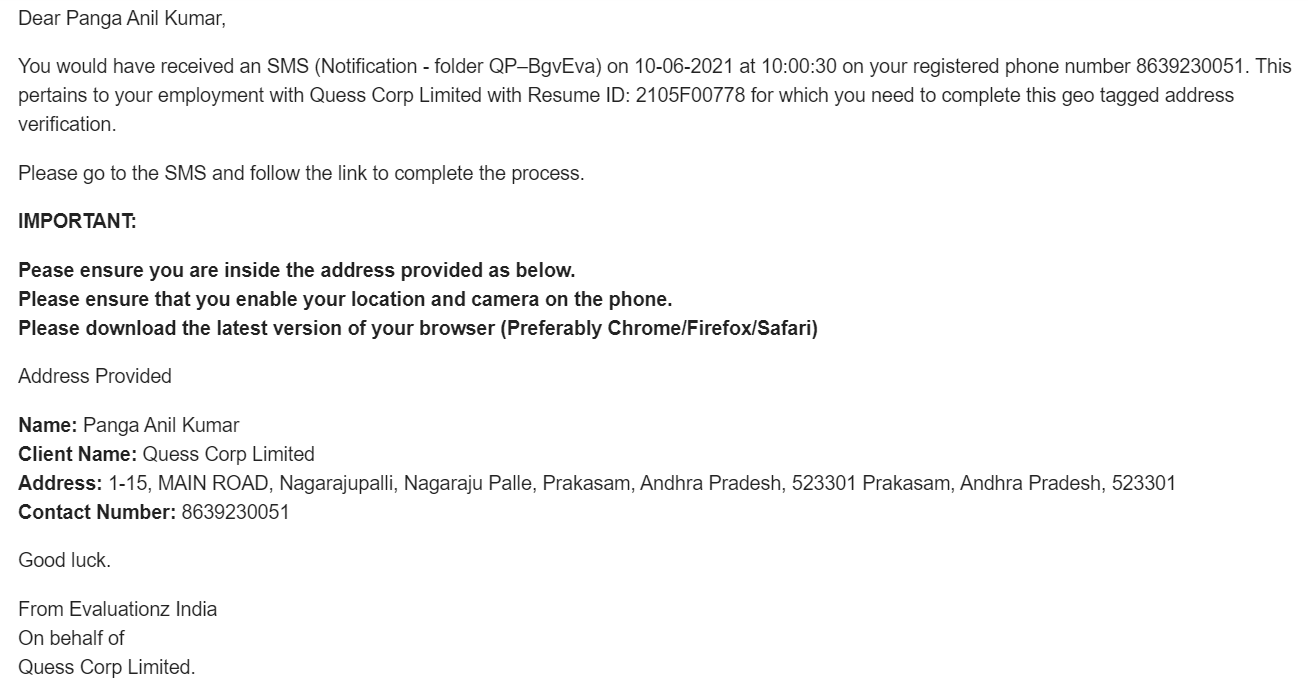 Dear Panga Anil Kumar,
You would have received an SMS (Notification - folder QP–BgvEva) on 10-06-2021 at 10:00:30 on your registered phone number 8639230051. This
pertains to your employment with Quess Corp Limited with Resume ID: 2105F00778 for which you need to complete this geo tagged address
verification.
Please go to the SMS and follow the link to complete the process.
IMPORTANT:
Pease ensure you are inside the address provided as below.
Please ensure that you enable your location and camera on the phone.
Please download the latest version of your browser (Preferably Chrome/Firefox/Safari)
Address Provided
Name: Panga Anil Kumar
Client Name: Quess Corp Limited
Address: 1-15, MAIN ROAD, Nagarajupalli, Nagaraju Palle, Prakasam, Andhra Pradesh, 523301 Prakasam, Andhra Pradesh, 523301
Contact Number: 8639230051
Good luck.
From Evaluationz India
On behalf of
Quess Corp Limited.